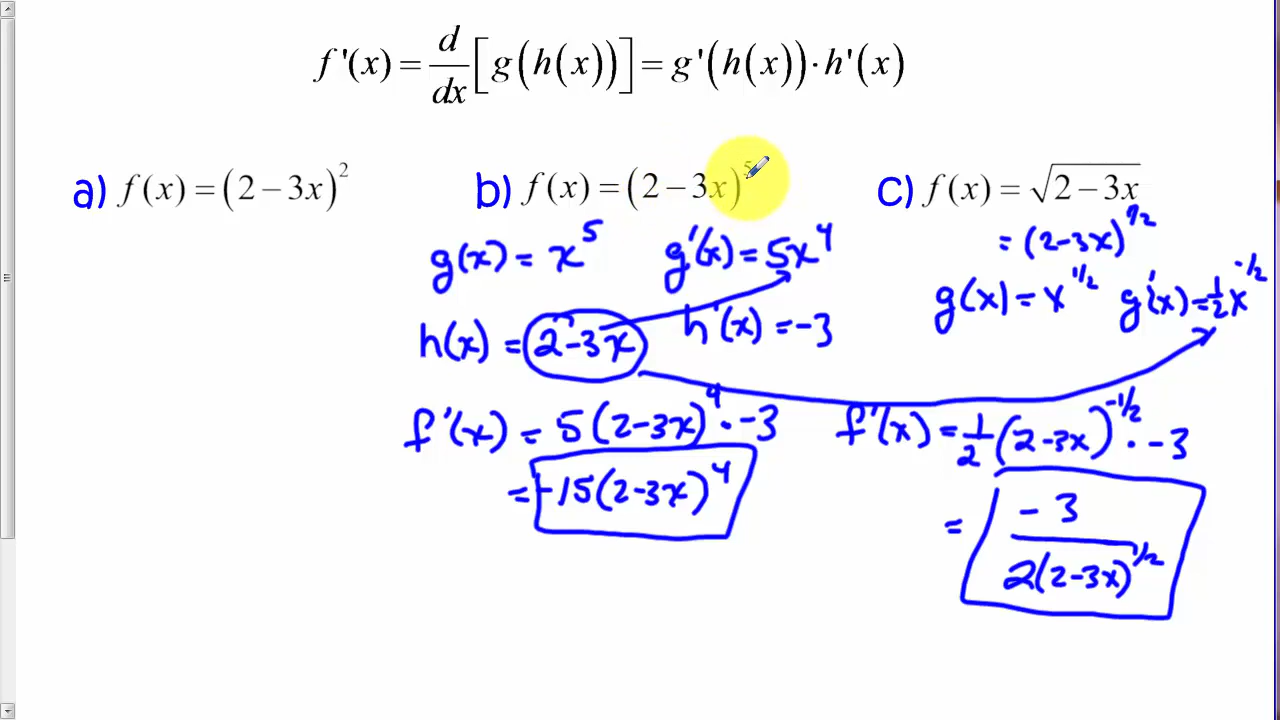 f'(x) = d/dx [g(h(x))] = g'(h(x)) · h'(x)
a) f(x) = (2 − 3x)²
b) f(x) = (2 − 3x)⁵
g(x) = x⁵ g'(x) = 5x⁴
h(x) = 2−3x h'(x) = −3
f'(x) = 5(2−3x)⁴ · −3
= −15(2−3x)⁴
c) f(x) = √(2 − 3x)
= (2−3x)^1/2
g(x) = x^1/2 g'(x) = 1/2 x^-1/2
f'(x) = 1/2 (2−3x)^-1/2 · −3
= −3 / 2(2−3x)^1/2